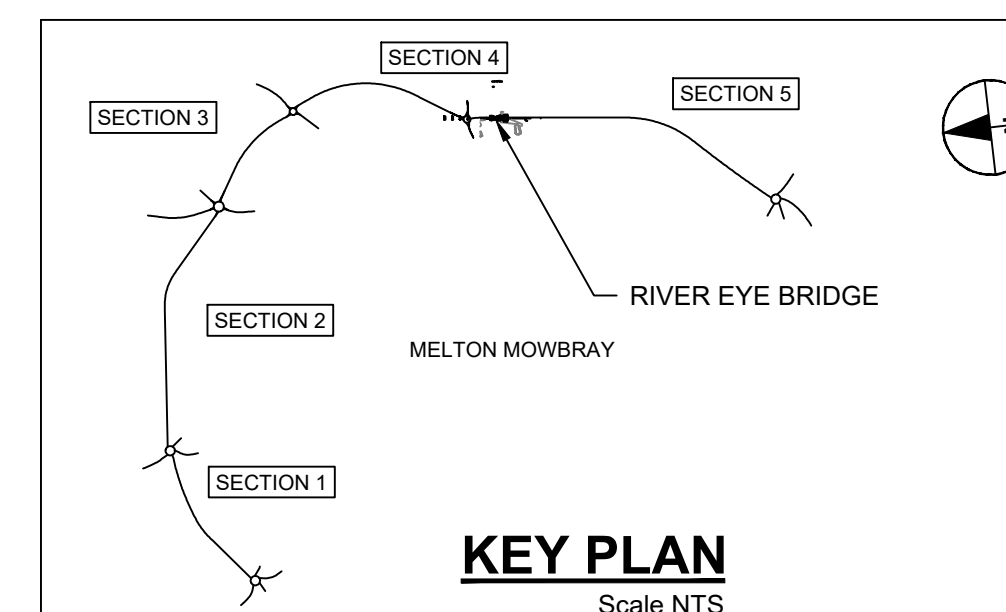 SECTION 4
SECTION 5
SECTION 3
RIVER EYE BRIDGE
SECTION 2
MELTON MOWBRAY
SECTION 1
KEY PLAN
Scale NTS